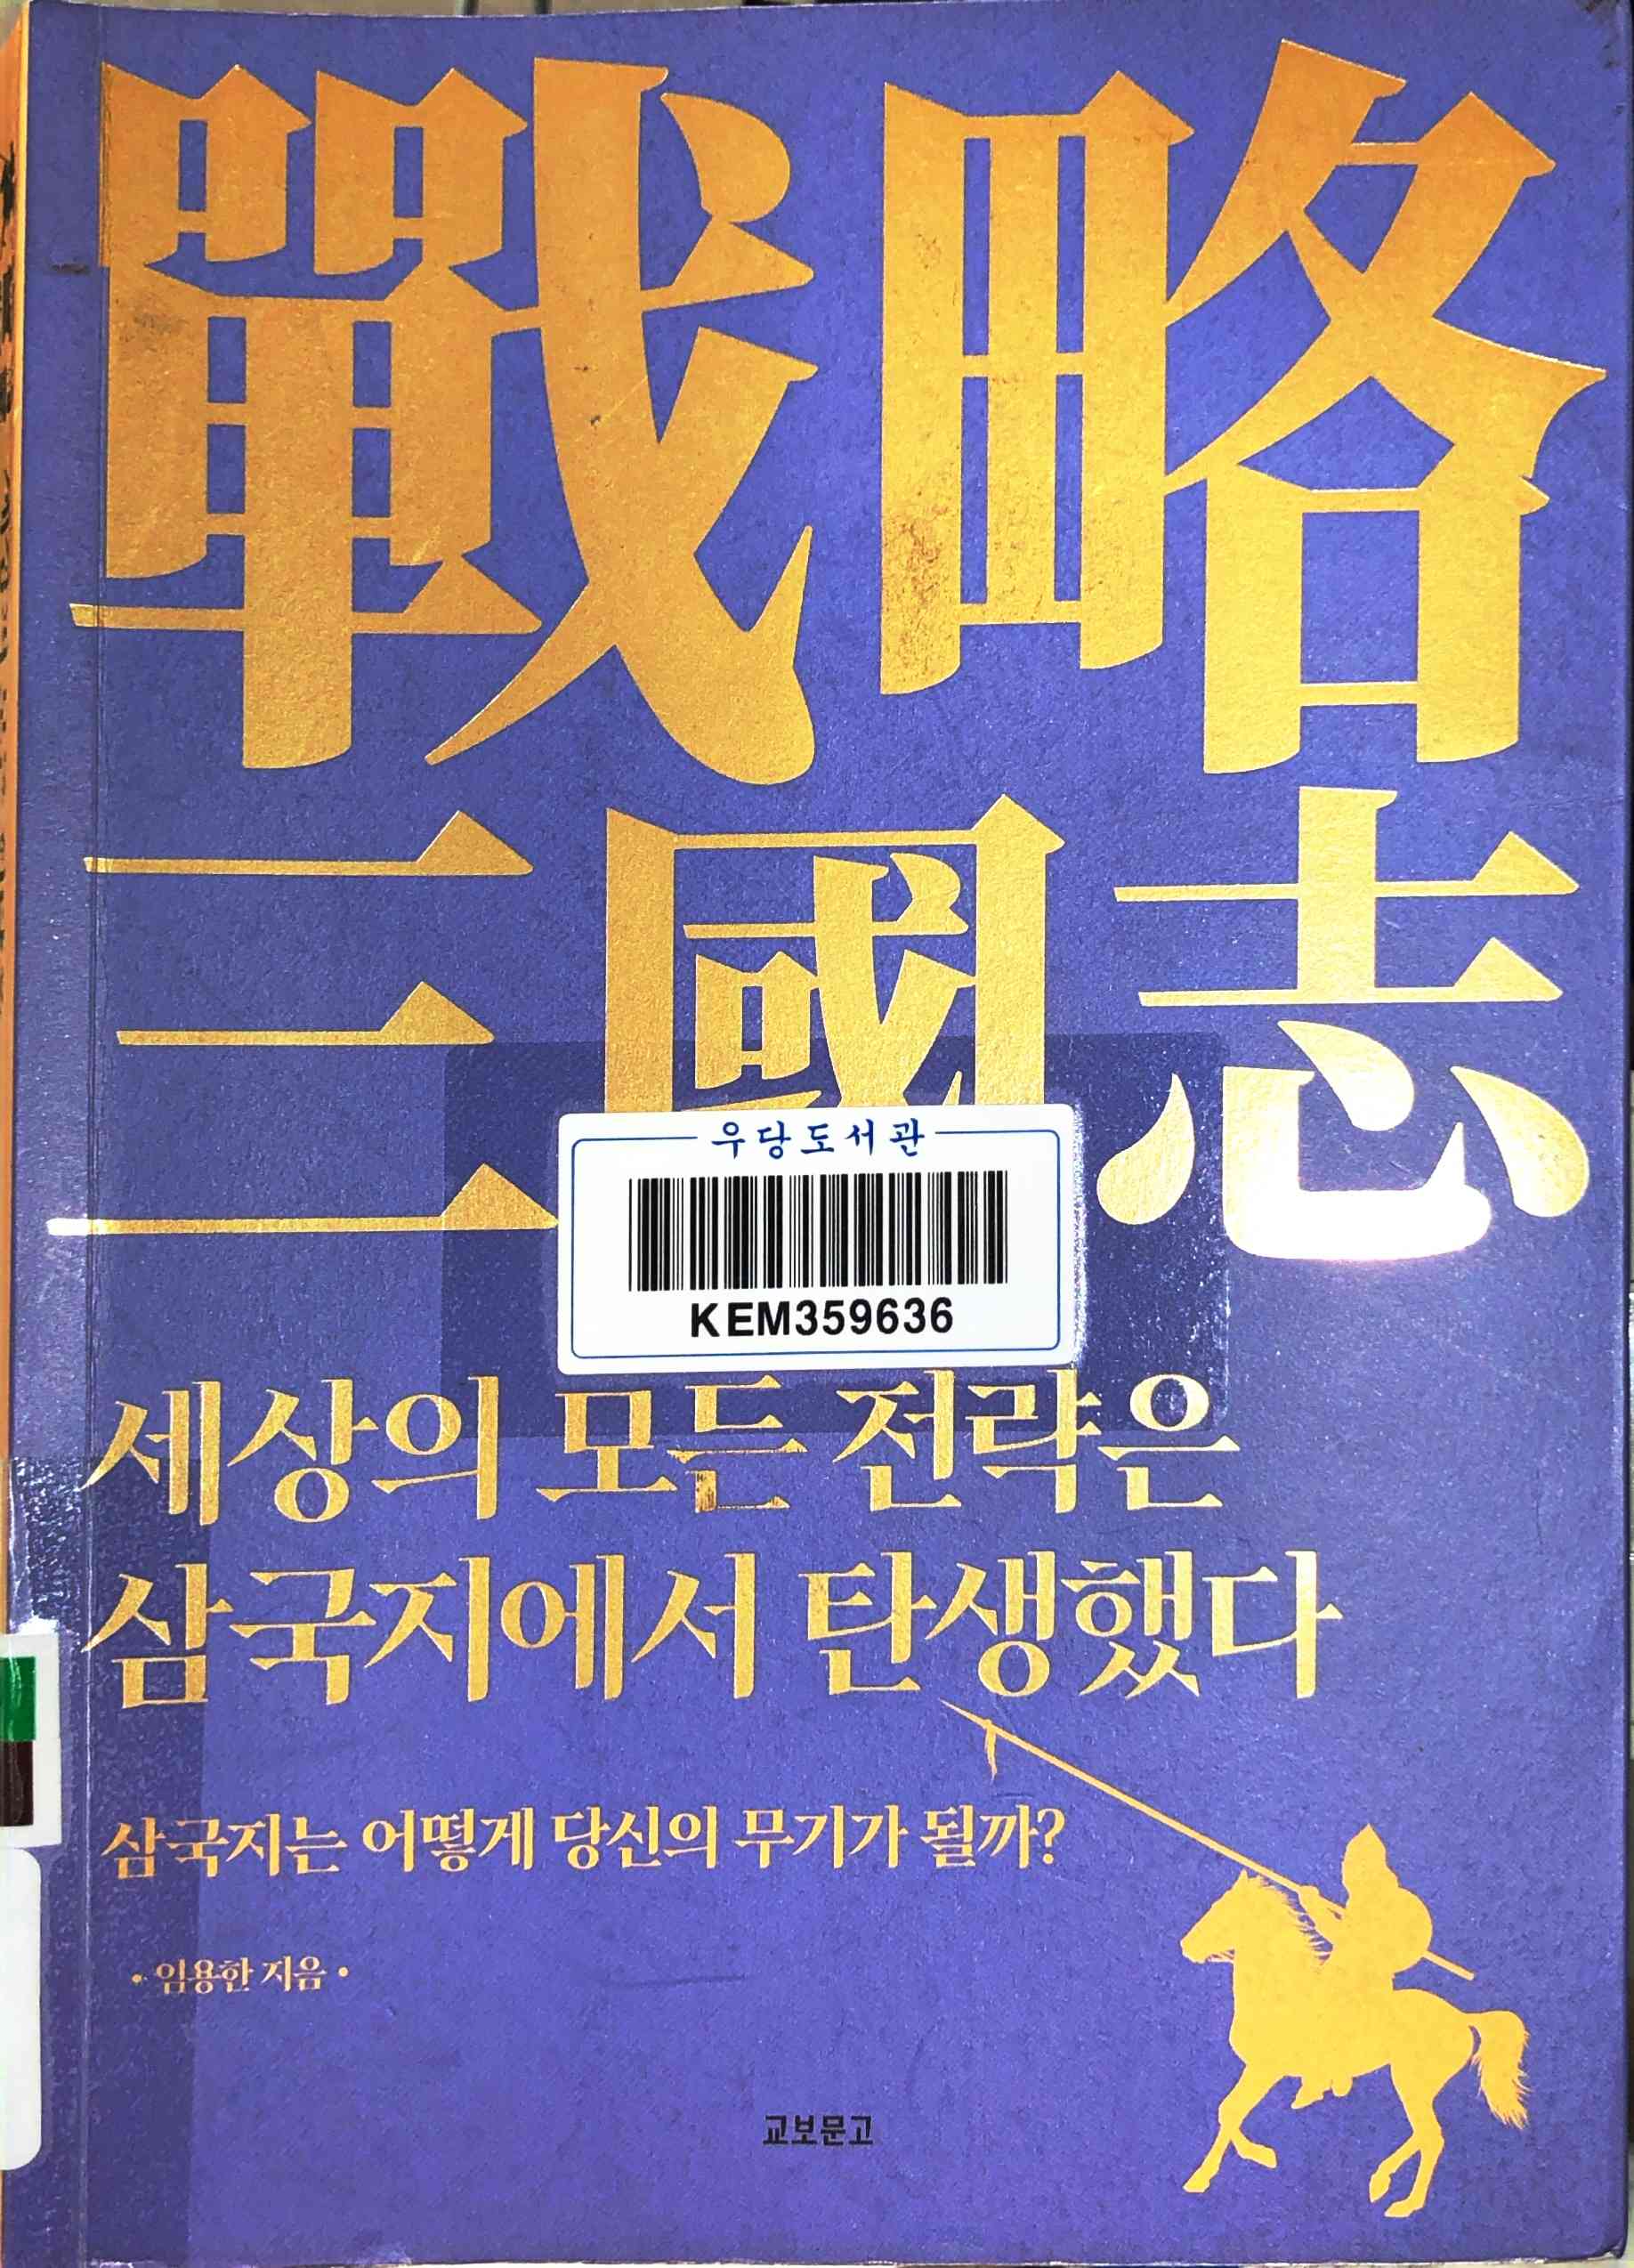 戰略
三國志
우당도서관
KEM359636
세상의 모든 전략은
삼국지에서 탄생했다
삼국지는 어떻게 당신의 무기가 될까?
• 임용한 지음 •
교보문고